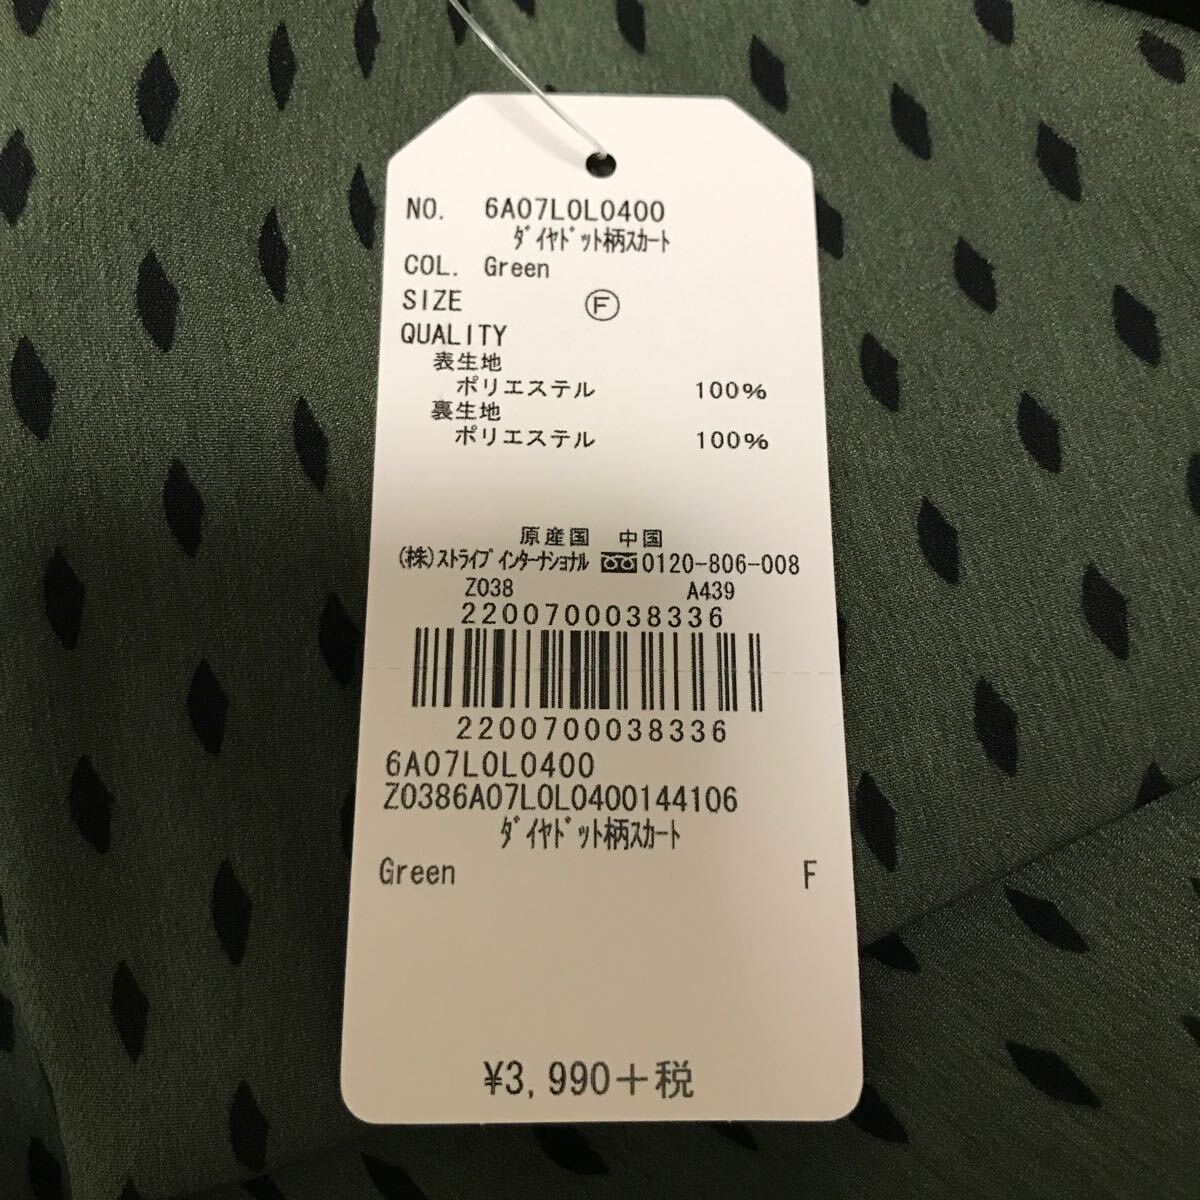 NO. 6A07L0L0400
ﾀﾞｲﾔﾄﾞｯﾄ柄ｽｶｰﾄ
COL. Green
SIZE Ⓕ
QUALITY
表生地
ポリエステル 100%
裏生地
ポリエステル 100%
原産国 中国
(株)ｽﾄﾗｲﾌﾟ ｲﾝﾀｰﾅｼｮﾅﾙ 0120-806-008
Z038 A439
2200700038336
2200700038336
6A07L0L0400
Z0386A07L0L0400144106
ﾀﾞｲﾔﾄﾞｯﾄ柄ｽｶｰﾄ
Green F
¥3,990+税